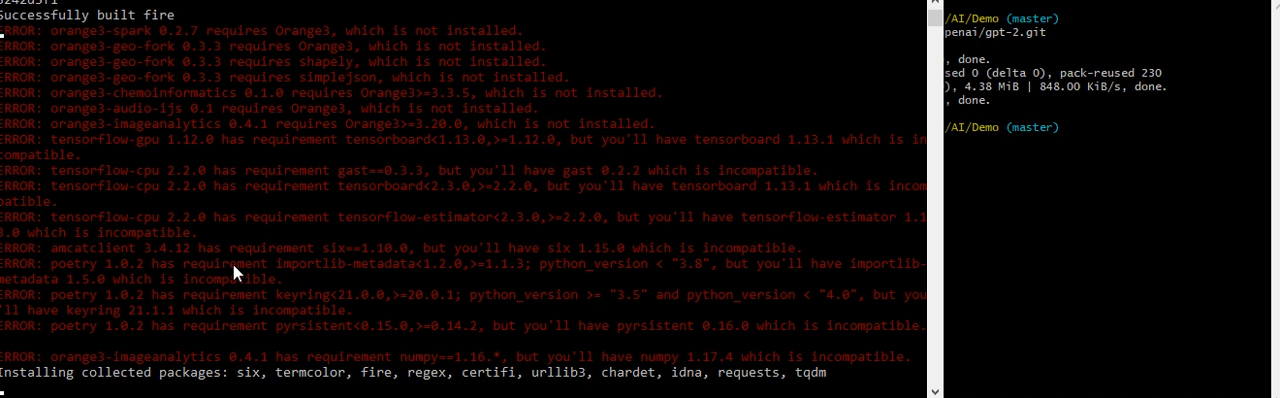 Successfully built fire
ERROR: orange3-spark 0.2.7 requires Orange3, which is not installed.
ERROR: orange3-geo-fork 0.3.3 requires Orange3, which is not installed.
ERROR: orange3-geo-fork 0.3.3 requires shapely, which is not installed.
ERROR: orange3-geo-fork 0.3.3 requires simplejson, which is not installed.
ERROR: orange3-chemoinformatics 0.1.0 requires Orange3>=3.3.5, which is not installed.
ERROR: orange3-audio-ijs 0.1 requires Orange3, which is not installed.
ERROR: orange3-imageanalytics 0.4.1 requires Orange3>=3.20.0, which is not installed.
ERROR: tensorflow-gpu 1.12.0 has requirement tensorboard<1.13.0,>=1.12.0, but you'll have tensorboard 1.13.1 which is in
compatible.
ERROR: tensorflow-cpu 2.2.0 has requirement gast==0.3.3, but you'll have gast 0.2.2 which is incompatible.
ERROR: tensorflow-cpu 2.2.0 has requirement tensorboard<2.3.0,>=2.2.0, but you'll have tensorboard 1.13.1 which is incom
patible.
ERROR: tensorflow-cpu 2.2.0 has requirement tensorflow-estimator<2.3.0,>=2.2.0, but you'll have tensorflow-estimator 1.1
3.0 which is incompatible.
ERROR: amcatclient 3.4.12 has requirement six==1.10.0, but you'll have six 1.15.0 which is incompatible.
ERROR: poetry 1.0.2 has requirement importlib-metadata<1.2.0,>=1.1.3; python_version < "3.8", but you'll have importlib-
metadata 1.5.0 which is incompatible.
ERROR: poetry 1.0.2 has requirement keyring<21.0.0,>=20.0.1; python_version >= "3.5" and python_version < "4.0", but you
'll have keyring 21.1.1 which is incompatible.
ERROR: poetry 1.0.2 has requirement pyrsistent<0.15.0,>=0.14.2, but you'll have pyrsistent 0.16.0 which is incompatible.
ERROR: orange3-imageanalytics 0.4.1 has requirement numpy==1.16.*, but you'll have numpy 1.17.4 which is incompatible.
Installing collected packages: six, termcolor, fire, regex, certifi, urllib3, chardet, idna, requests, tqdm
/AI/Demo (master)
penai/gpt-2.git
, done.
sed 0 (delta 0), pack-reused 230
), 4.38 MiB | 848.00 KiB/s, done.
, done.
/AI/Demo (master)